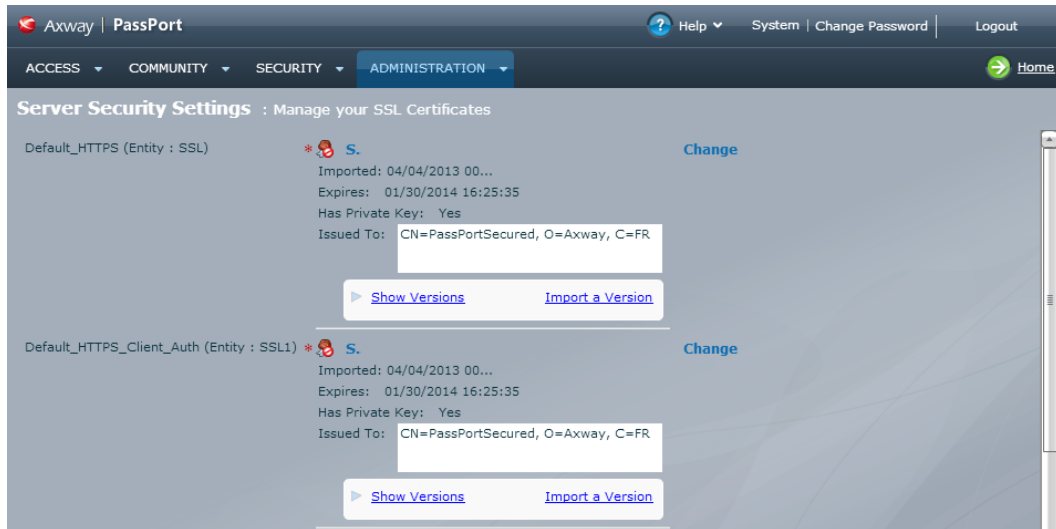 Axway | PassPort
? Help System | Change Password | Logout
ACCESS COMMUNITY SECURITY ADMINISTRATION Home
Server Security Settings : Manage your SSL Certificates
Default_HTTPS (Entity : SSL) * S. Change
Imported: 04/04/2013 00...
Expires: 01/30/2014 16:25:35
Has Private Key: Yes
Issued To: CN=PassPortSecured, O=Axway, C=FR
Show Versions Import a Version
Default_HTTPS_Client_Auth (Entity : SSL1) * S. Change
Imported: 04/04/2013 00...
Expires: 01/30/2014 16:25:35
Has Private Key: Yes
Issued To: CN=PassPortSecured, O=Axway, C=FR
Show Versions Import a Version